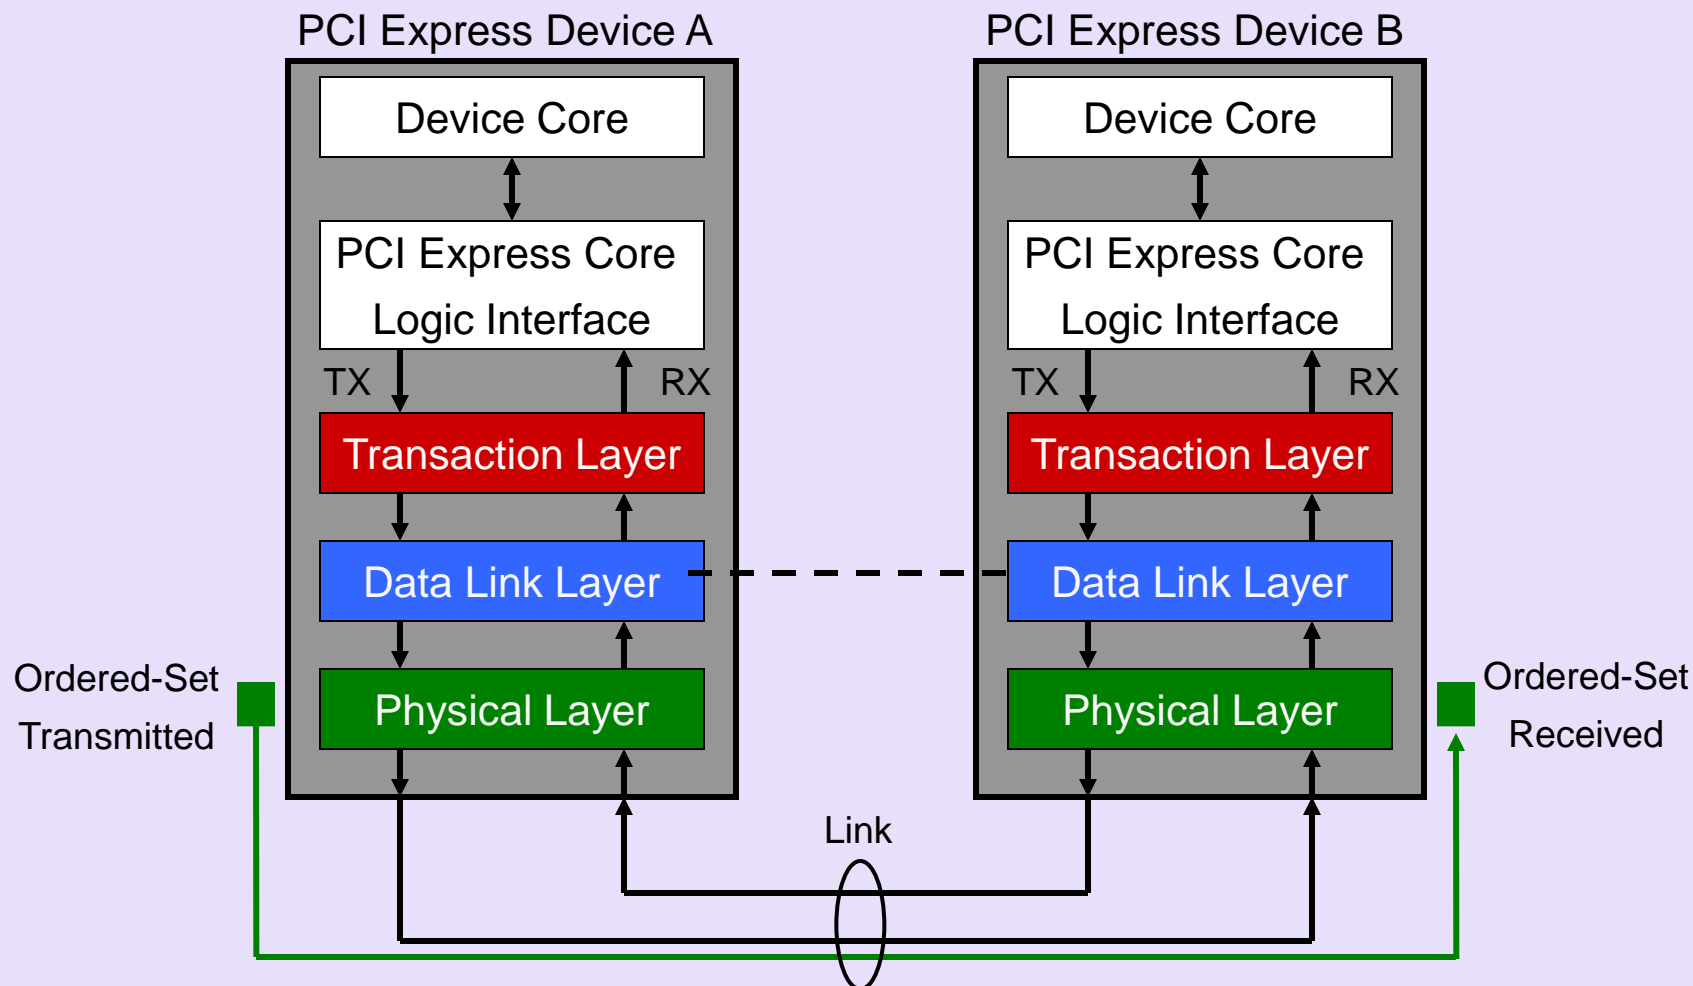 PCI Express Device A
PCI Express Device B
Device Core
Device Core
PCI Express Core
Logic Interface
PCI Express Core
Logic Interface
TX
RX
TX
RX
Transaction Layer
Transaction Layer
Data Link Layer
Data Link Layer
Ordered-Set
Transmitted
Physical Layer
Physical Layer
Ordered-Set
Received
Link